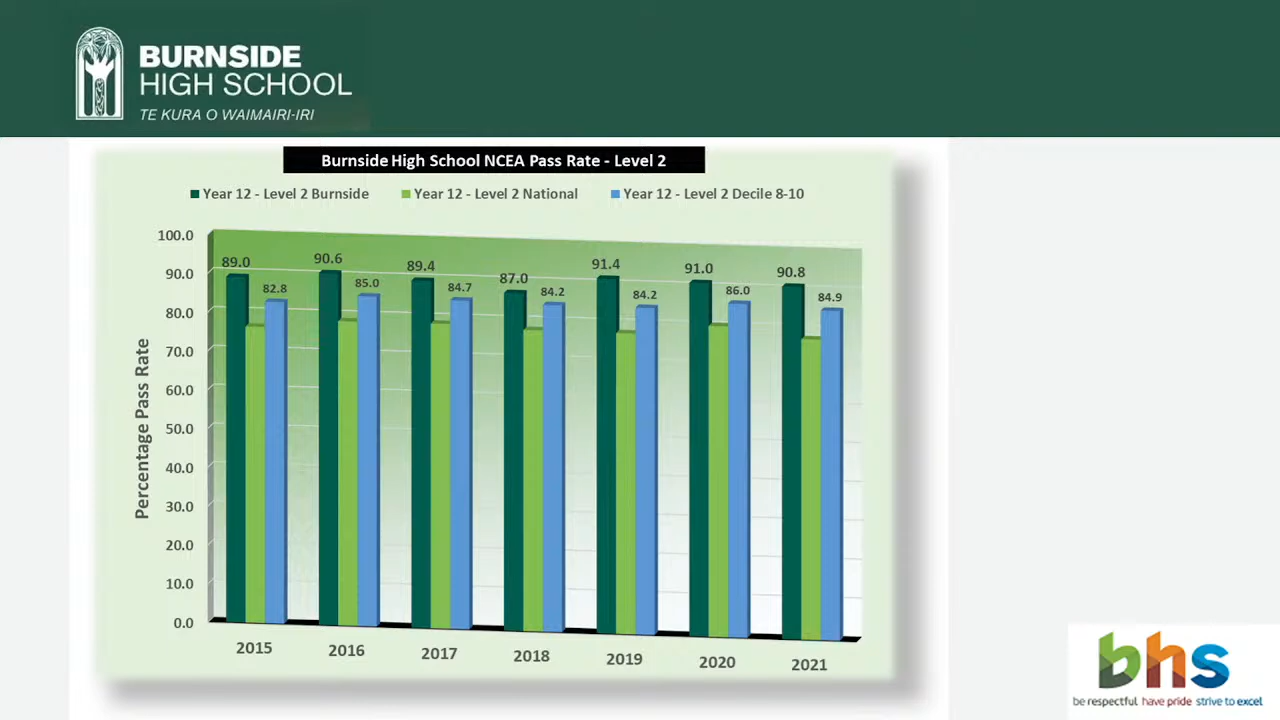 BURNSIDE
HIGH SCHOOL
TE KURA O WAIMAIRI-IRI
Burnside High School NCEA Pass Rate - Level 2
Year 12 - Level 2 Burnside Year 12 - Level 2 National Year 12 - Level 2 Decile 8-10
Percentage Pass Rate
100.0
90.0
80.0
70.0
60.0
50.0
40.0
30.0
20.0
10.0
0.0
89.0 82.8
90.6 85.0
89.4 84.7
87.0 84.2
91.4 84.2
91.0 86.0
90.8 84.9
2015 2016 2017 2018 2019 2020 2021
bhs
be respectful have pride strive to excel